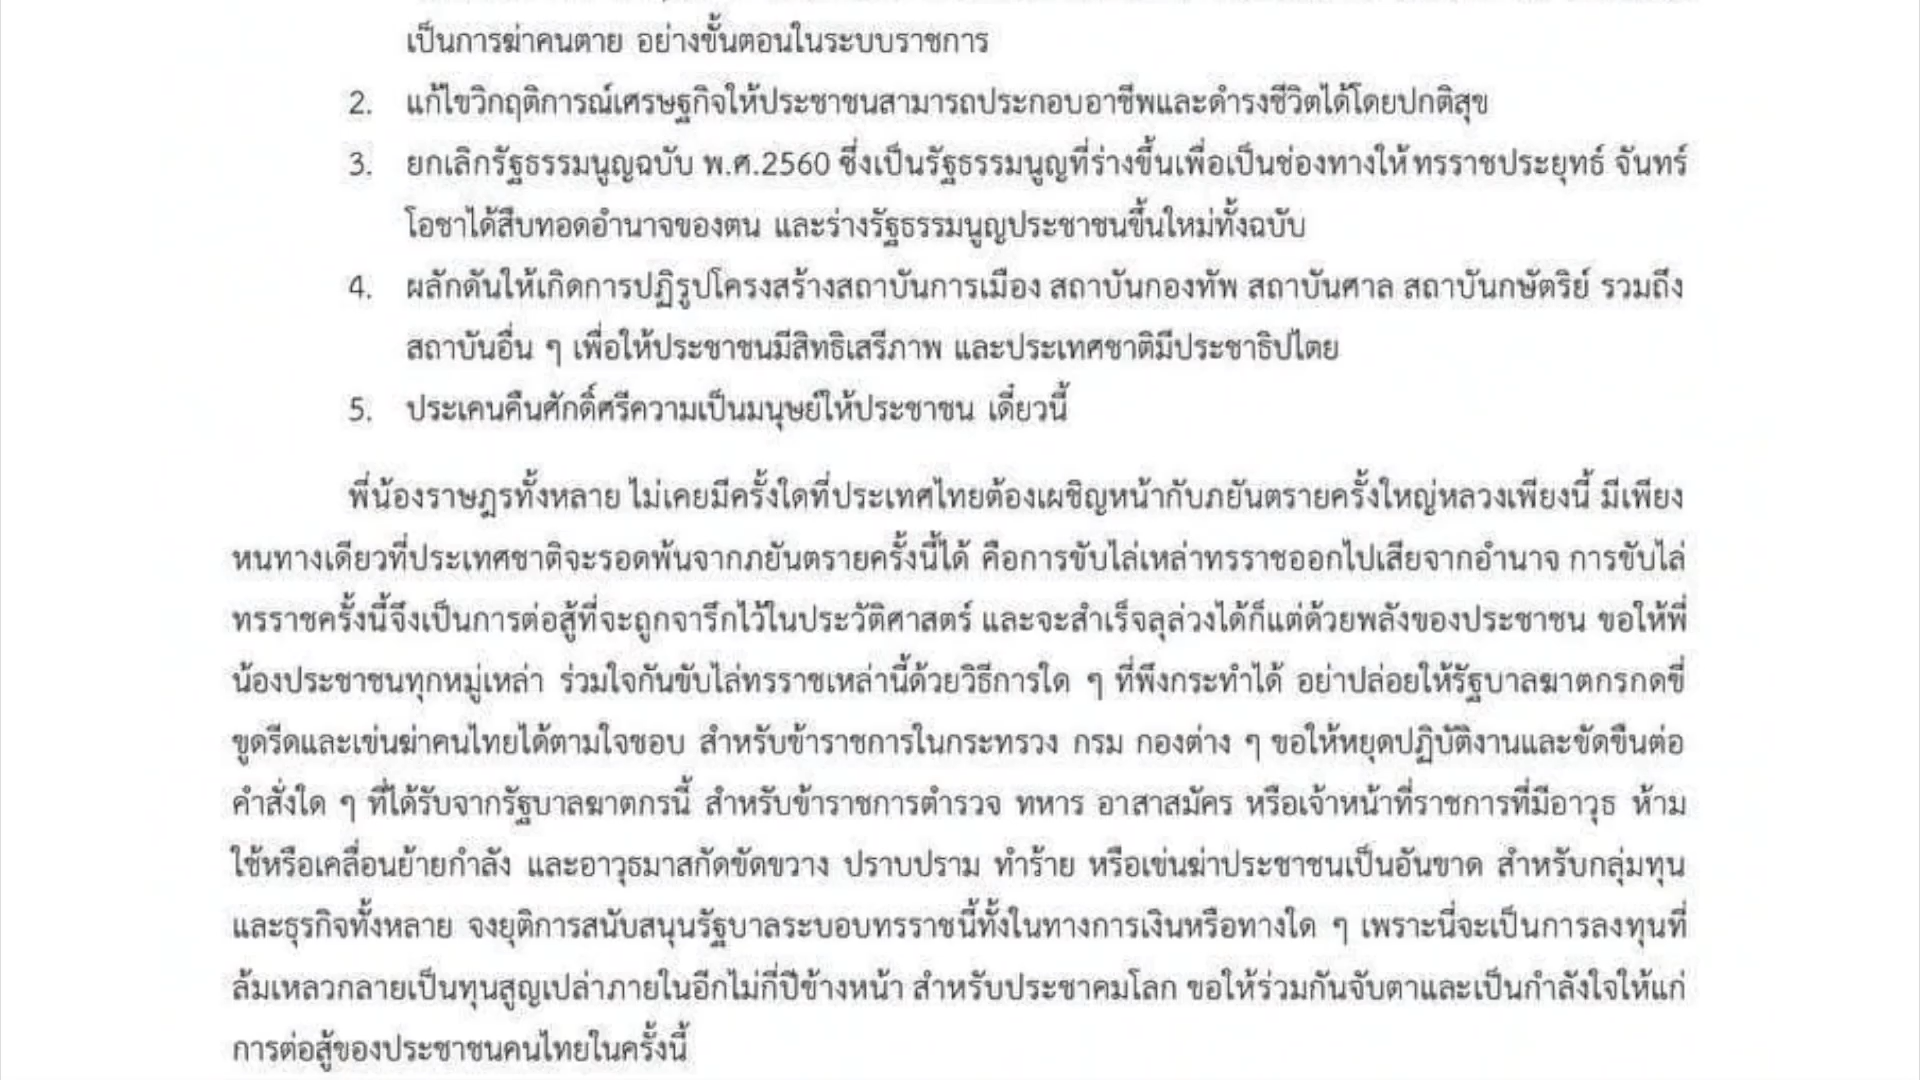 เป็นการฆ่าคนตาย อย่างขั้นตอนในระบบราชการ
2. แก้ไขวิกฤติการณ์เศรษฐกิจให้ประชาชนสามารถประกอบอาชีพและดำรงชีวิตได้โดยปกติสุข
3. ยกเลิกรัฐธรรมนูญฉบับ พ.ศ.2560 ซึ่งเป็นรัฐธรรมนูญที่ร่างขึ้นเพื่อเป็นช่องทางให้ทรราชประยุทธ์ จันทร์
โอชาได้สืบทอดอำนาจของตน และร่างรัฐธรรมนูญประชาชนขึ้นใหม่ทั้งฉบับ
4. ผลักดันให้เกิดการปฏิรูปโครงสร้างสถาบันการเมือง สถาบันกองทัพ สถาบันศาล สถาบันกษัตริย์ รวมถึง
สถาบันอื่น ๆ เพื่อให้ประชาชนมีสิทธิเสรีภาพ และประเทศชาติมีประชาธิปไตย
5. ประเคนคืนศักดิ์ศรีความเป็นมนุษย์ให้ประชาชน เดี๋ยวนี้
พี่น้องราษฎรทั้งหลาย ไม่เคยมีครั้งใดที่ประเทศไทยต้องเผชิญหน้ากับภยันตรายครั้งใหญ่หลวงเพียงนี้ มีเพียง
หนทางเดียวที่ประเทศชาติจะรอดพ้นจากภยันตรายครั้งนี้ได้ คือการขับไล่เหล่าทรราชออกไปเสียจากอำนาจ การขับไล่
ทรราชครั้งนี้จึงเป็นการต่อสู้ที่จะถูกจารึกไว้ในประวัติศาสตร์ และจะสำเร็จลุล่วงได้ก็แต่ด้วยพลังของประชาชน ขอให้พี่
น้องประชาชนทุกหมู่เหล่า ร่วมใจกันขับไล่ทรราชเหล่านี้ด้วยวิธีการใด ๆ ที่พึงกระทำได้ อย่าปล่อยให้รัฐบาลฆาตกรกดขี่
ขูดรีดและเข่นฆ่าคนไทยได้ตามใจชอบ สำหรับข้าราชการในกระทรวง กรม กองต่าง ๆ ขอให้หยุดปฏิบัติงานและขัดขืนต่อ
คำสั่งใด ๆ ที่ได้รับจากรัฐบาลฆาตกรนี้ สำหรับข้าราชการตำรวจ ทหาร อาสาสมัคร หรือเจ้าหน้าที่ราชการที่มีอาวุธ ห้าม
ใช้หรือเคลื่อนย้ายกำลัง และอาวุธมาสกัดขัดขวาง ปราบปราม ทำร้าย หรือเข่นฆ่าประชาชนเป็นอันขาด สำหรับกลุ่มทุน
และธุรกิจทั้งหลาย จงยุติการสนับสนุนรัฐบาลระบอบทรราชนี้ทั้งในทางการเงินหรือทางใด ๆ เพราะนี่จะเป็นการลงทุนที่
ล้มเหลวกลายเป็นทุนสูญเปล่าภายในอีกไม่กี่ปีข้างหน้า สำหรับประชาคมโลก ขอให้ร่วมกันจับตาและเป็นกำลังใจให้แก่
การต่อสู้ของประชาชนคนไทยในครั้งนี้